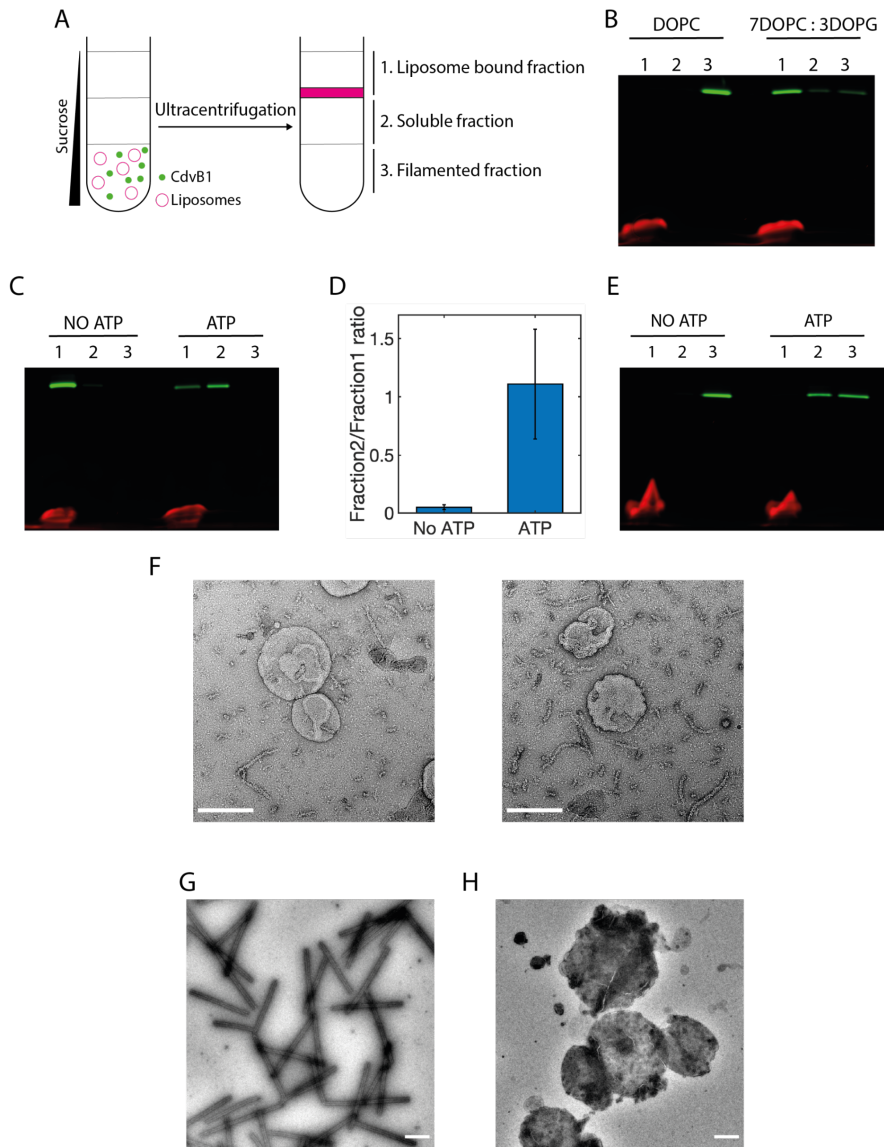 A
Sucrose
Ultracentrifugation
CdvB1
Liposomes
1. Liposome bound fraction
2. Soluble fraction
3. Filamented fraction
B
DOPC 7DOPC : 3DOPG
1 2 3 1 2 3
C
NO ATP ATP
1 2 3 1 2 3
D
Fraction2/Fraction1 ratio
1.5
1
0.5
0
No ATP ATP
E
NO ATP ATP
1 2 3 1 2 3
F
G
H